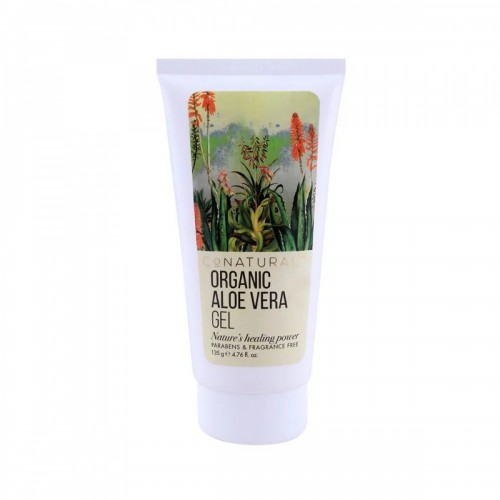 CONATURAL
ORGANIC
ALOE VERA
GEL
Nature's healing power
PARABENS & FRAGRANCE FREE
135 g ℮ 4.76 fl. oz.